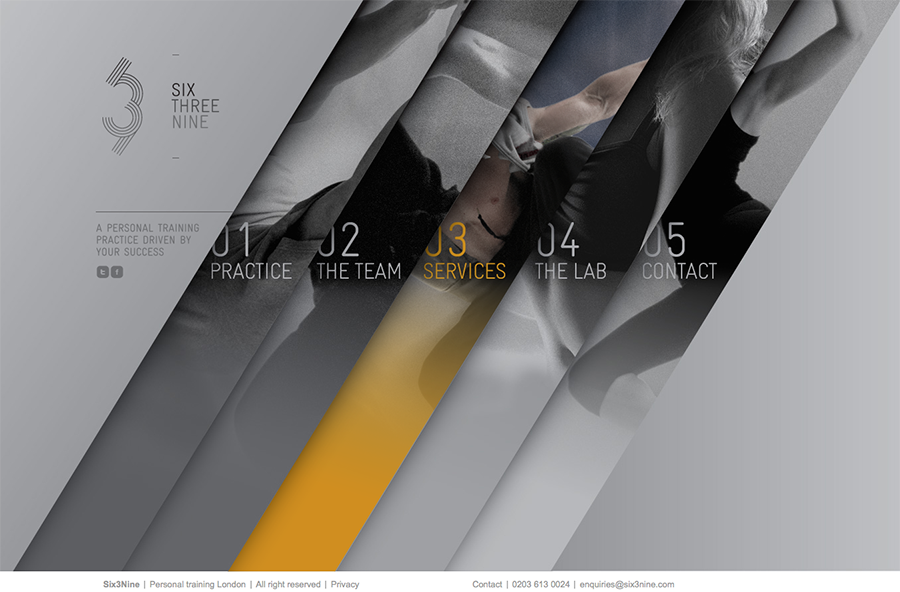 3
SIX
THREE
NINE
A PERSONAL TRAINING
PRACTICE DRIVEN BY
YOUR SUCCESS
t f
01
PRACTICE
02
THE TEAM
03
SERVICES
04
THE LAB
05
CONTACT
Six3Nine | Personal training London | All right reserved | Privacy
Contact | 0203 613 0024 | enquiries@six3nine.com